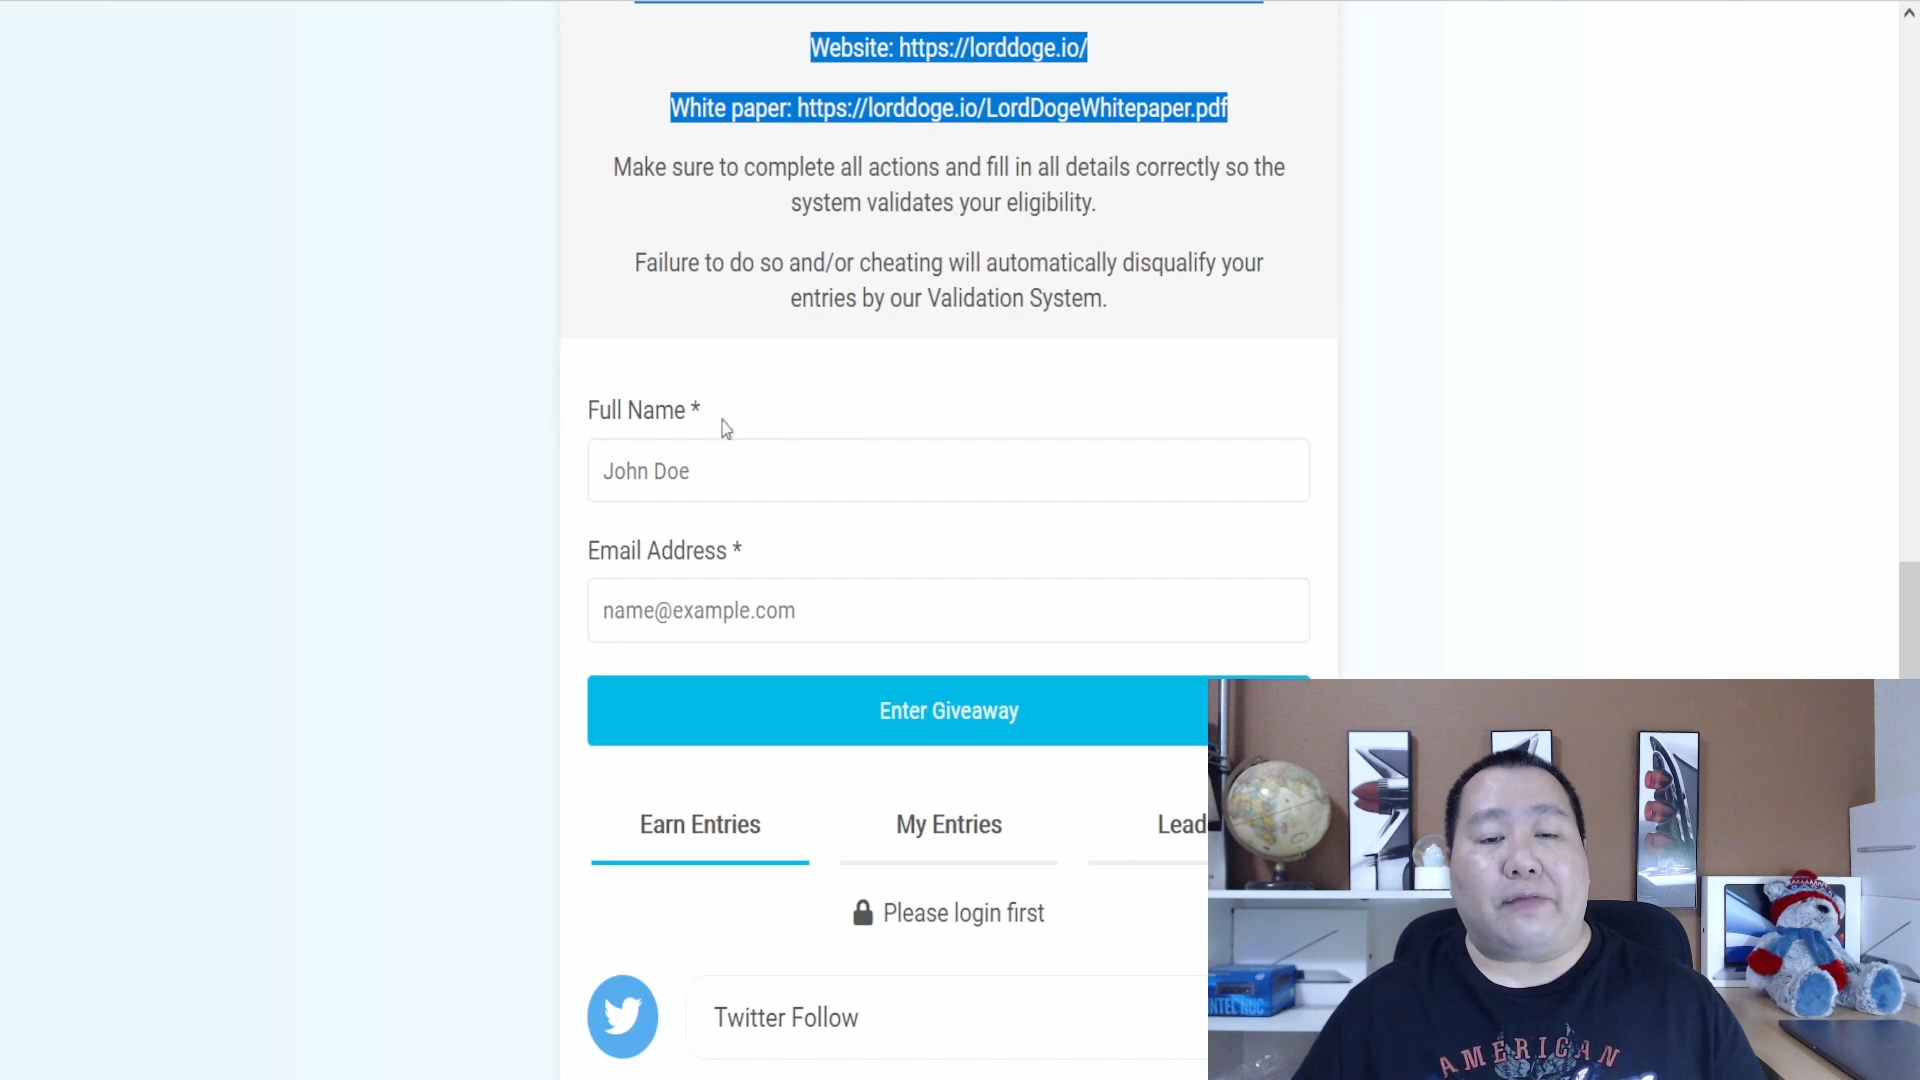 Website: https://lorddoge.io/
White paper: https://lorddoge.io/LordDogeWhitepaper.pdf
Make sure to complete all actions and fill in all details correctly so the
system validates your eligibility.
Failure to do so and/or cheating will automatically disqualify your
entries by our Validation System.
Full Name *
John Doe
Email Address *
name@example.com
Enter Giveaway
Earn Entries
My Entries
Lead
Please login first
Twitter Follow
INTEL NUC
AMERICAN